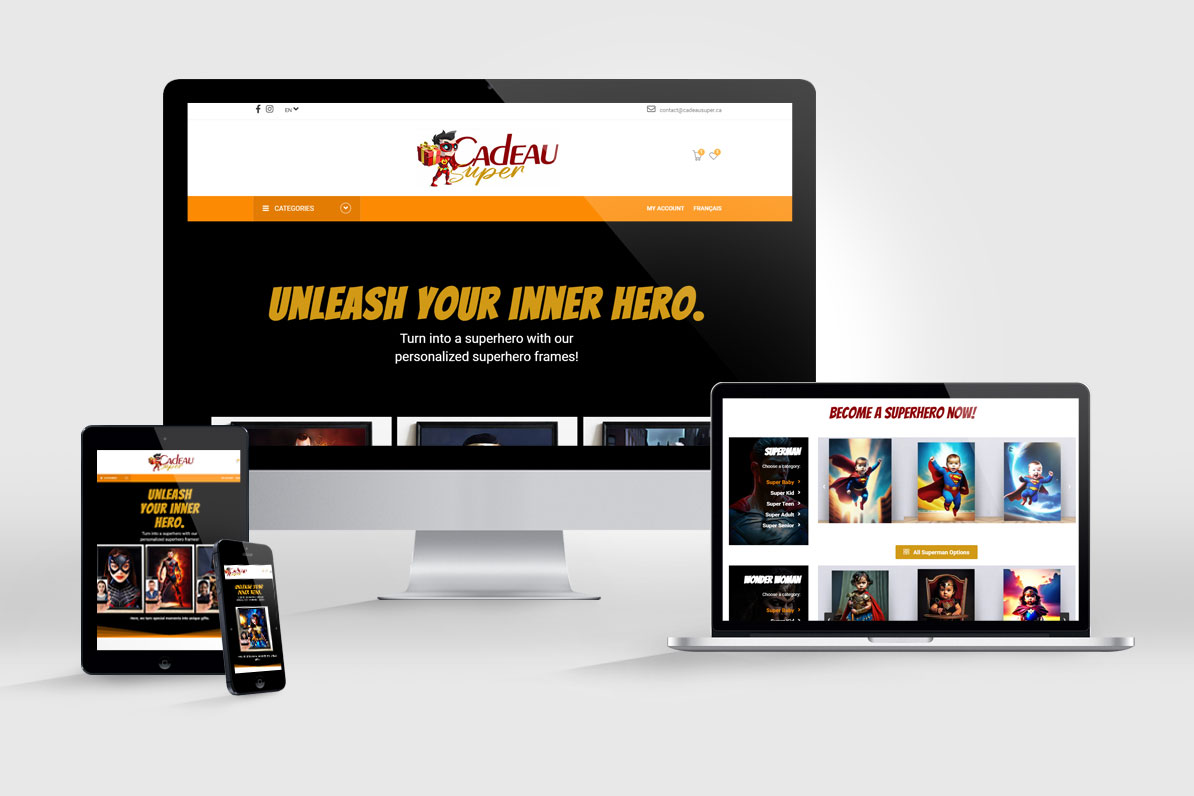 EN
contact@cadeausuper.ca
CADEAU
Super
0
0
CATEGORIES
MY ACCOUNT
FRANÇAIS
UNLEASH YOUR INNER HERO.
Turn into a superhero with our
personalized superhero frames!
CADEAU
Super
UNLEASH
YOUR INNER
HERO.
Turn into a superhero with our
personalized superhero frames!
Here, we turn special moments into unique gifts.
UNLEASH YOUR
INNER HERO.
BECOME A SUPERHERO NOW!
SUPERMAN
Choose a category:
Super Baby
Super Kid
Super Teen
Super Adult
Super Senior
All Superman Options
WONDER WOMAN
Choose a category:
Super Baby
Super Kid